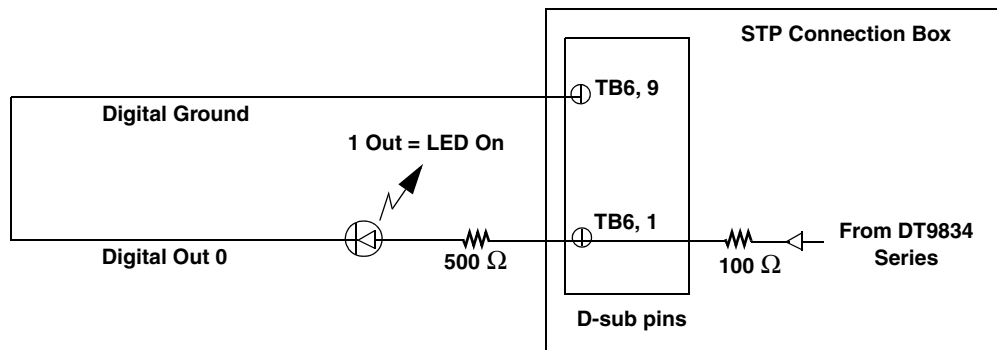 STP Connection Box
TB6, 9
Digital Ground
1 Out = LED On
TB6, 1
From DT9834
Series
Digital Out 0
500 Ω
100 Ω
D-sub pins